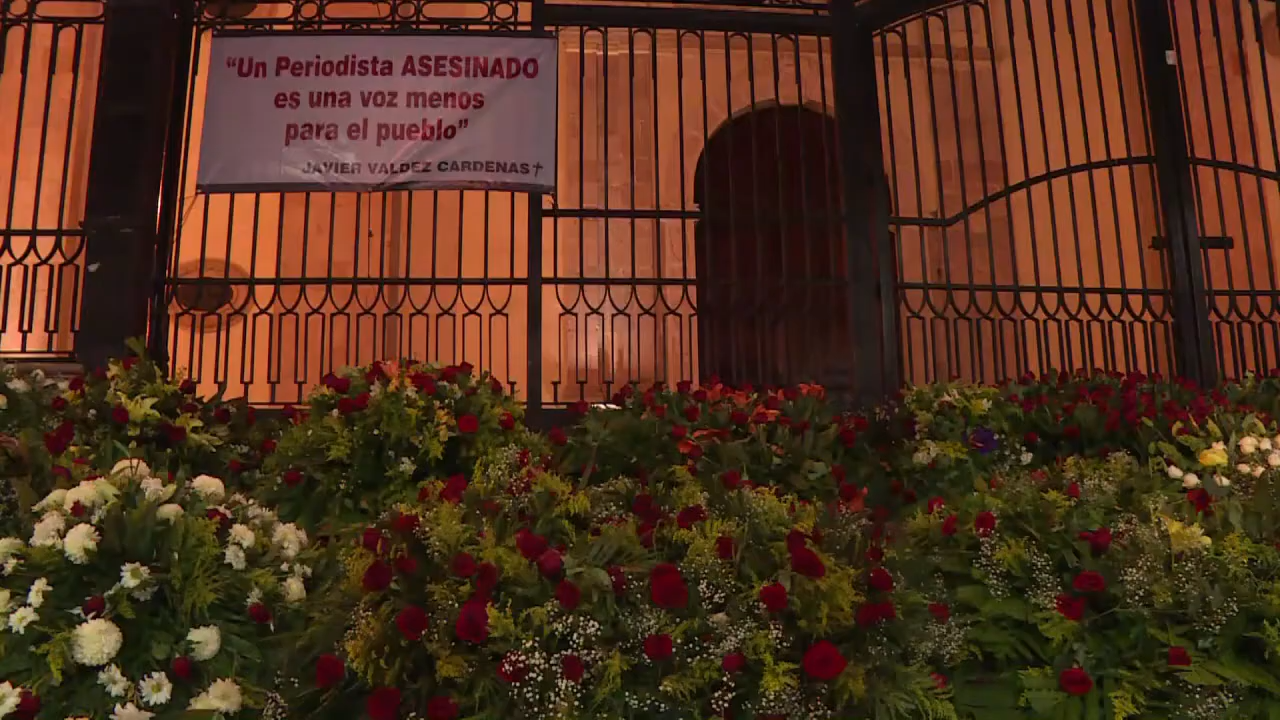 “Un Periodista ASESINADO
es una voz menos
para el pueblo”
JAVIER VALDEZ CARDENAS✝